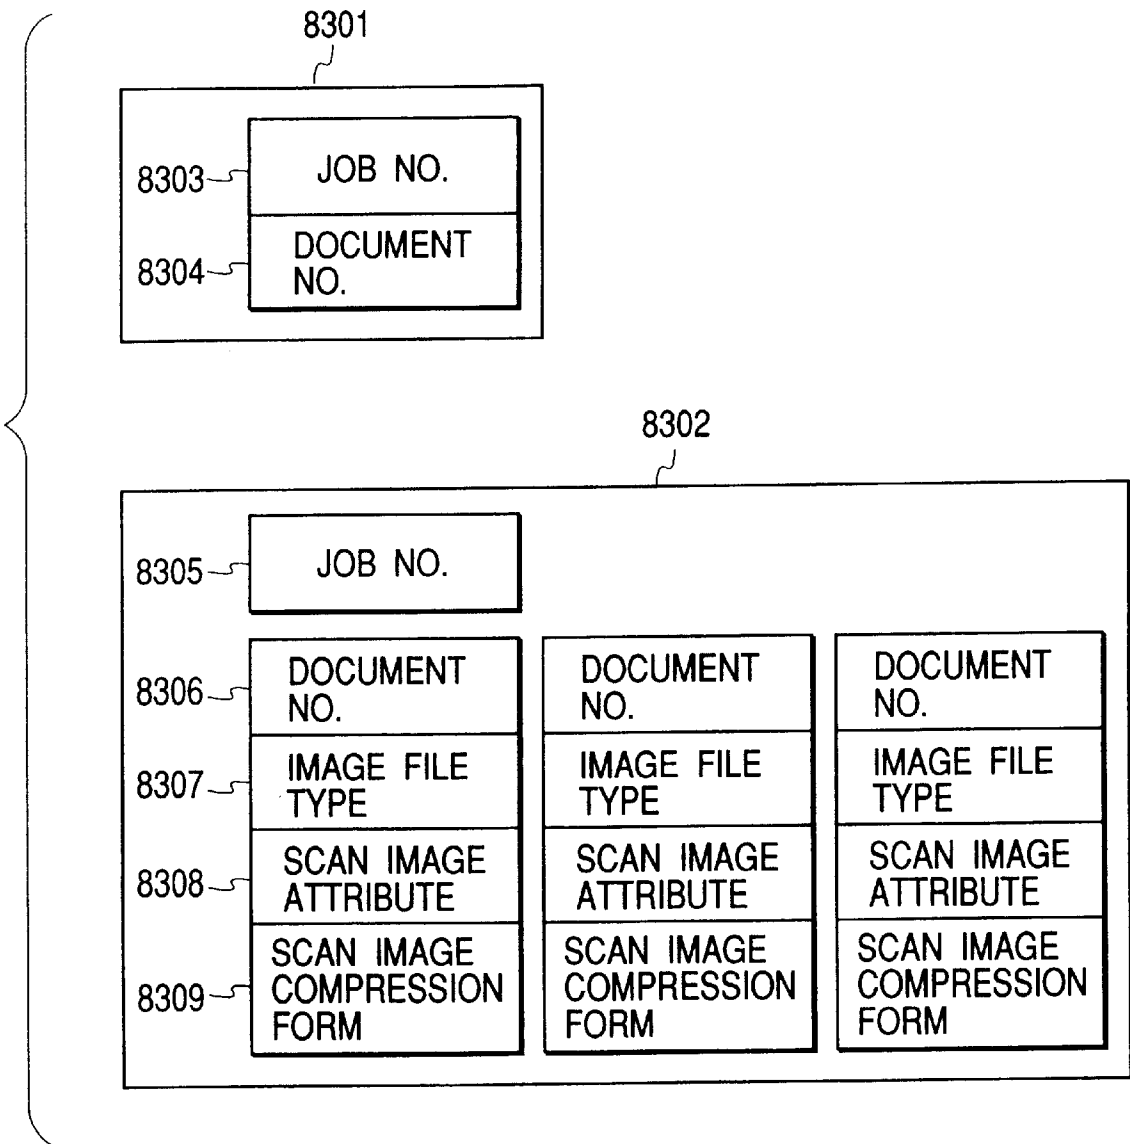 8301
8303
JOB NO.
8304
DOCUMENT
NO.
8302
8305
JOB NO.
8306
DOCUMENT
NO.
DOCUMENT
NO.
DOCUMENT
NO.
8307
IMAGE FILE
TYPE
IMAGE FILE
TYPE
IMAGE FILE
TYPE
8308
SCAN IMAGE
ATTRIBUTE
SCAN IMAGE
ATTRIBUTE
SCAN IMAGE
ATTRIBUTE
8309
SCAN IMAGE
COMPRESSION
FORM
SCAN IMAGE
COMPRESSION
FORM
SCAN IMAGE
COMPRESSION
FORM